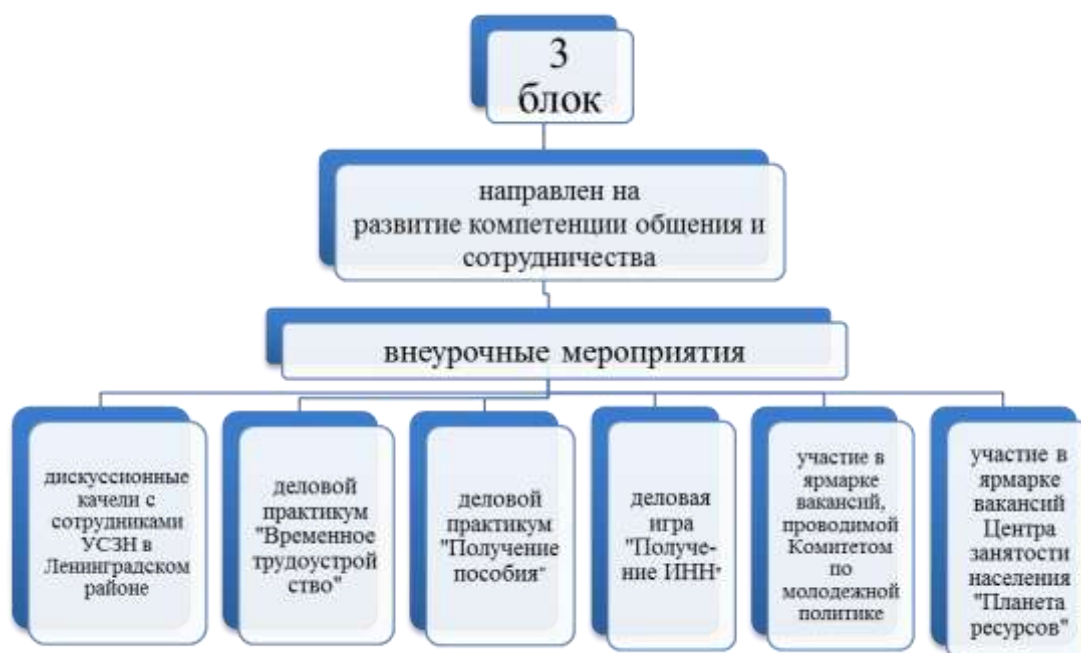 3
блок
направлен на
развитие компетенции общения и
сотрудничества
внеурочные мероприятия
дискуссионные
качели с
сотрудниками
УСЗН в
Ленинградском
районе
деловой
практикум
"Временное
трудоустрой
ство"
деловой
практикум
"Получение
пособия"
деловая
игра
"Получе-
ние ИНН"
участие в
ярмарке
вакансий,
проводимой
Комитетом
по
молодежной
политике
участие в
ярмарке
вакансий
Центра
занятости
населения
"Планета
ресурсов"